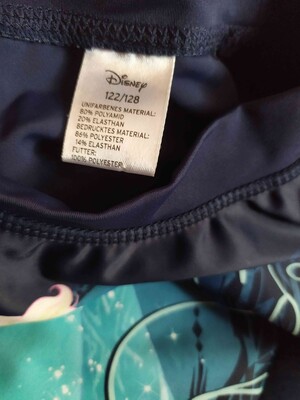 Disney
122/128
UNIFARBENES MATERIAL:
80% POLYAMID
20% ELASTHAN
BEDRUCKTES MATERIAL:
86% POLYESTER
14% ELASTHAN
FUTTER:
100% POLYESTER